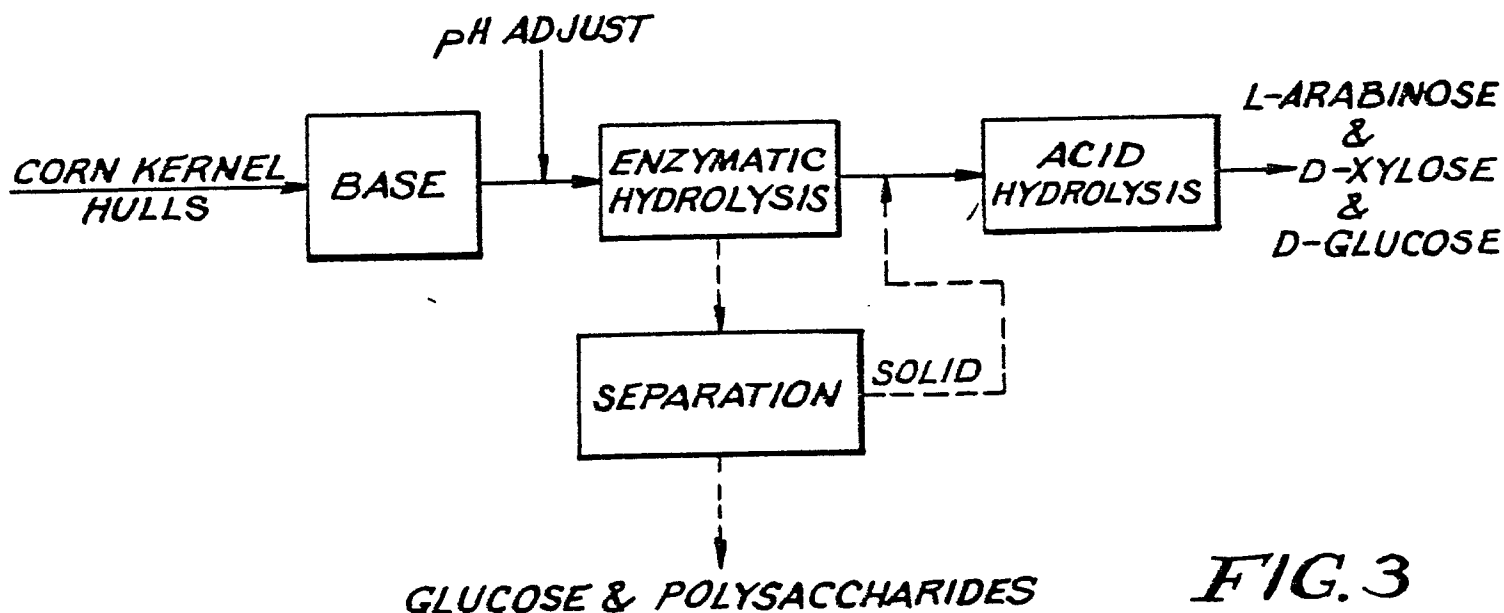 pH ADJUST
CORN KERNEL
HULLS
BASE
ENZYMATIC
HYDROLYSIS
ACID
HYDROLYSIS
L-ARABINOSE
&
D-XYLOSE
&
D-GLUCOSE
SEPARATION
SOLID
GLUCOSE & POLYSACCHARIDES
FIG. 3